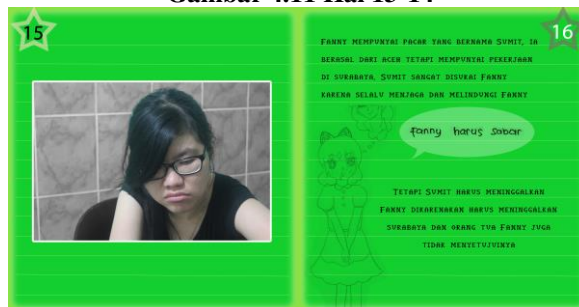 Gambar 4.11 Hal 15-14
15
16
FANNY MEMPUNYAI PACAR YANG BERNAMA SUMIT, IA
BERASAL DARI ACEH TETAPI MEMPUNYAI PEKERJAAN
DI SURABAYA, SUMIT SANGAT DISUKAI FANNY
KARENA SELALU MENJAGA DAN MELINDUNGI FANNY
fanny harus sabar
TETAPI SUMIT HARUS MENINGGALKAN
FANNY DIKARENAKAN HARUS MENINGGALKAN
SURABAYA DAN ORANG TUA FANNY JUGA
TIDAK MENYETUJUINYA